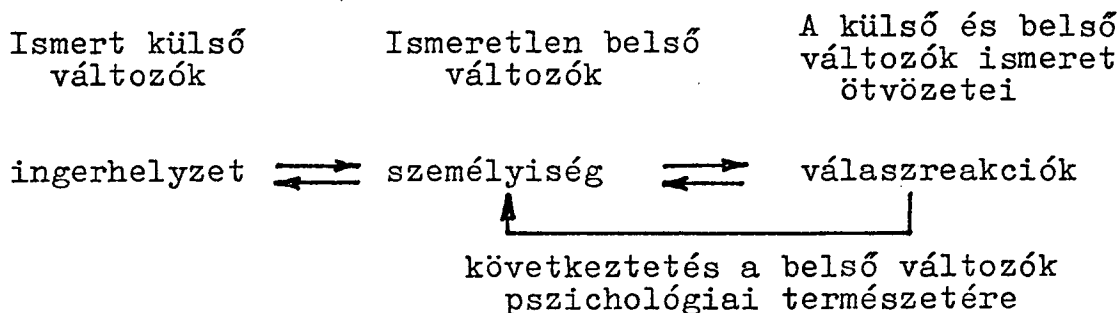 Ismert külső
változók
Ismeretlen belső
változók
A külső és belső
változók ismeret
ötvözetei
ingerhelyzet
személyiség
válaszreakciók
következtetés a belső változók
pszichológiai természetére